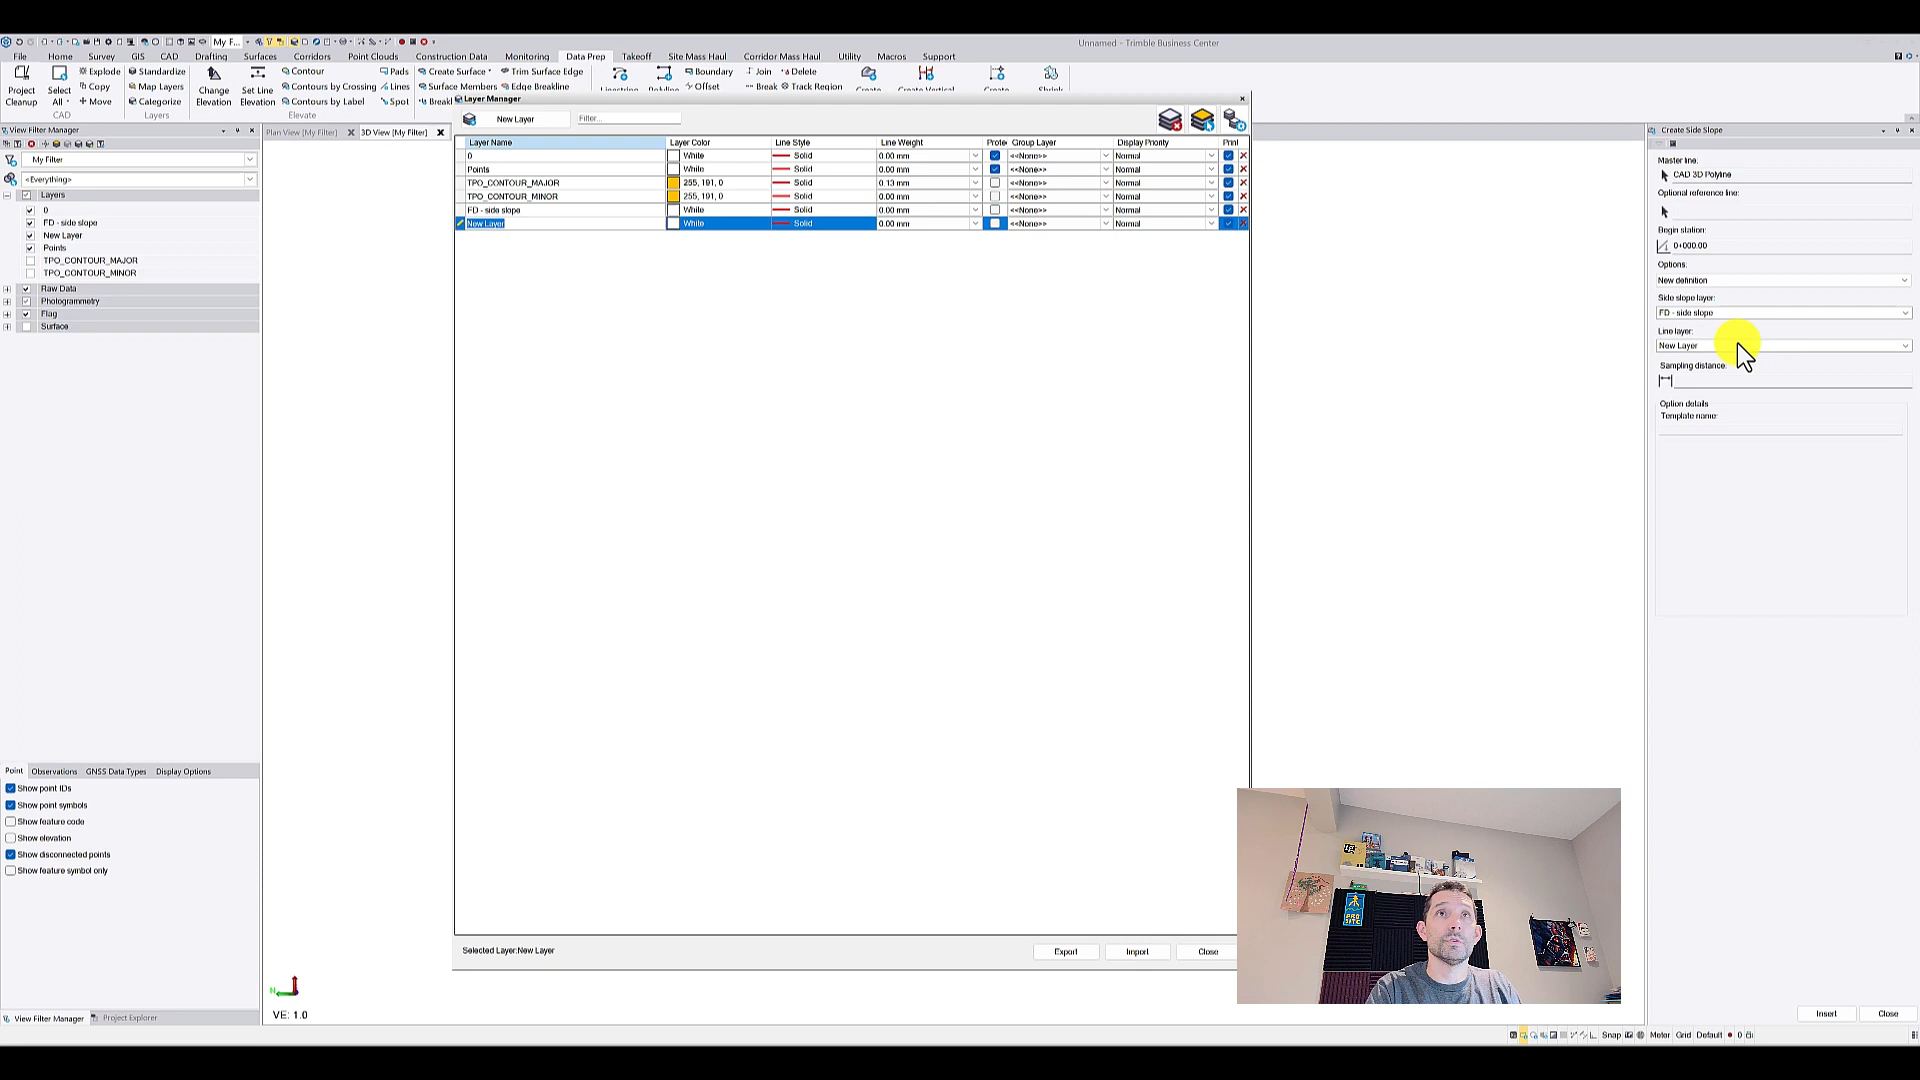 Unnamed - Trimble Business Center
My F...
File Home Survey GIS CAD Drafting Surfaces Corridors Point Clouds Construction Data Monitoring Data Prep Takeoff Site Mass Haul Corridor Mass Haul Utility Macros Support
Project Cleanup
Select All
Explode
Copy
Move
CAD
Standardize
Map Layers
Categorize
Layers
Change Elevation
Set Line Elevation
Contour
Contours by Crossing
Contours by Label
Pads
Lines
Spot
Elevate
Create Surface
Surface Members
Breakl
Trim Surface Edge
Edge Breakline
Boundary
Offset
Join
Delete
Break
Track Region
View Filter Manager
My Filter
<Everything>
Layers
0
FD - side slope
New Layer
Points
TPO_CONTOUR_MAJOR
TPO_CONTOUR_MINOR
Raw Data
Photogrammetry
Flag
Surface
Point Observations GNSS Data Types Display Options
Show point IDs
Show point symbols
Show feature code
Show elevation
Show disconnected points
Show feature symbol only
View Filter Manager Project Explorer
Plan View [My Filter] 3D View [My Filter]
Layer Manager
New Layer Filter...
Layer Name Layer Color Line Style Line Weight Prote Group Layer Display Priority Print
0 White Solid 0.00 mm <<None>> Normal
Points White Solid 0.00 mm <<None>> Normal
TPO_CONTOUR_MAJOR 255, 191, 0 Solid 0.13 mm <<None>> Normal
TPO_CONTOUR_MINOR 255, 191, 0 Solid 0.00 mm <<None>> Normal
FD - side slope White Solid 0.00 mm <<None>> Normal
New Layer White Solid 0.00 mm <<None>> Normal
Selected Layer:New Layer
Export Import Close
N
VE: 1.0
PRO
SITE
Create Side Slope
Master line:
CAD 3D Polyline
Optional reference line:
Begin station:
0+000.00
Options:
New definition
Side slope layer:
FD - side slope
Line layer:
New Layer
Sampling distance:
Option details
Template name:
Insert Close
Snap Meter Grid Default 0